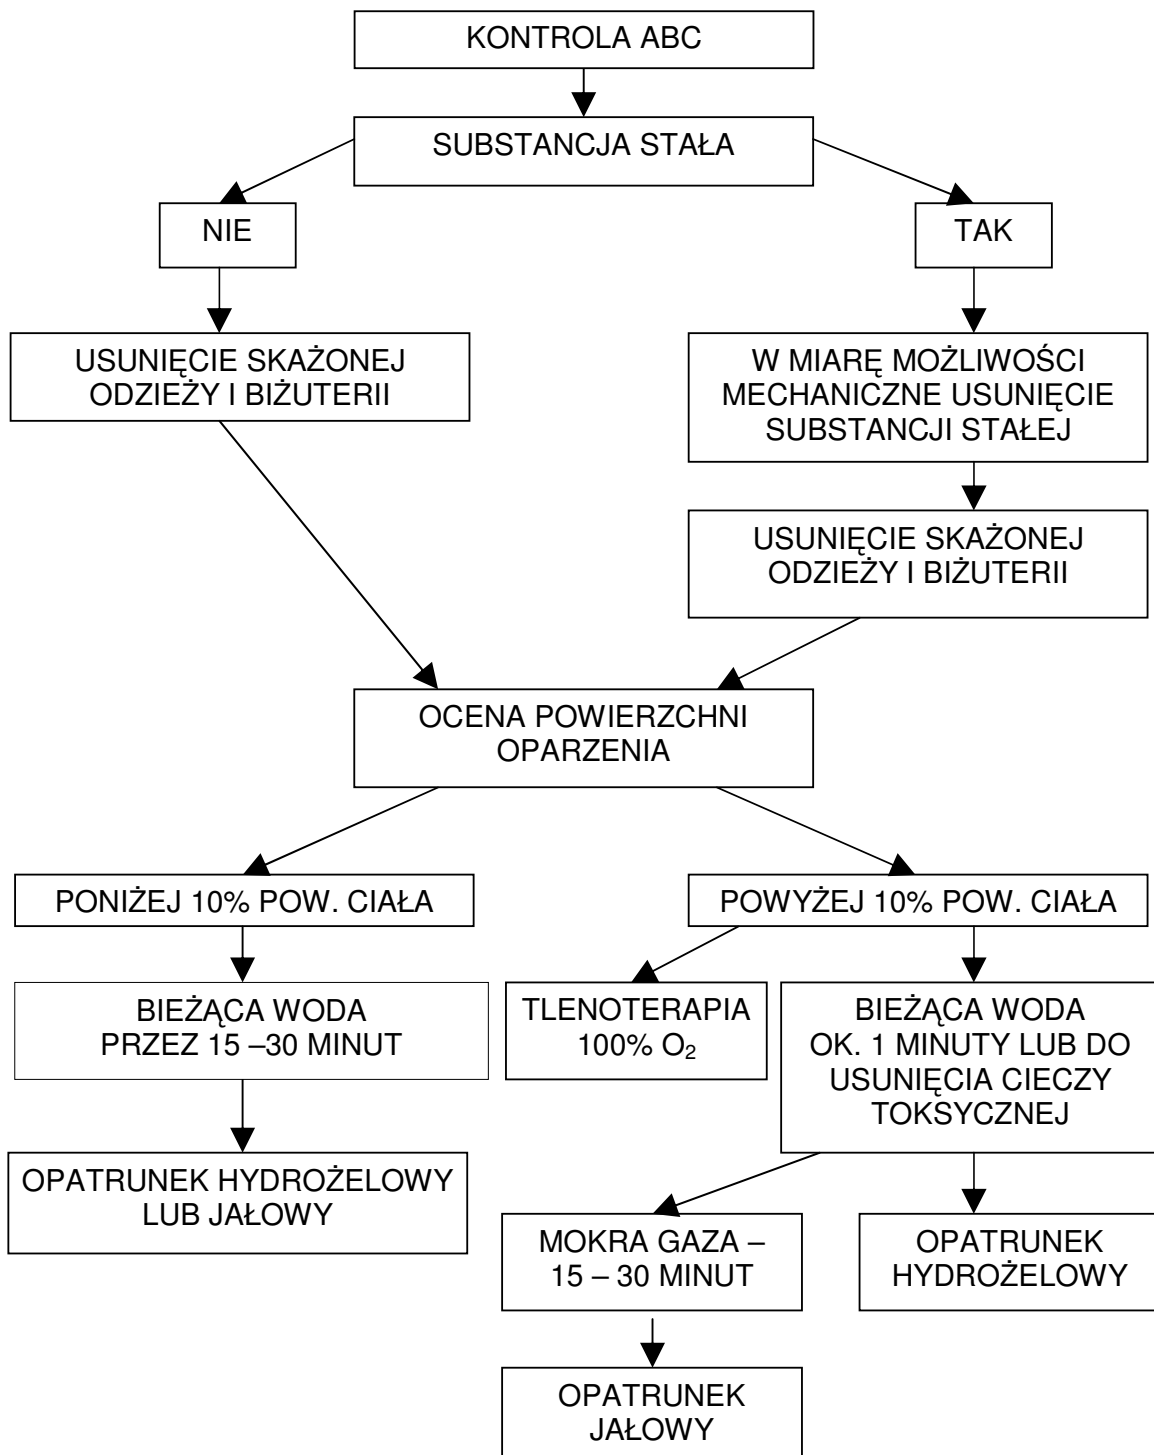 KONTROLA ABC
SUBSTANCJA STAŁA
NIE
TAK
USUNIĘCIE SKAŻONEJ
ODZIEŻY I BIŻUTERII
W MIARĘ MOŻLIWOŚCI
MECHANICZNE USUNIĘCIE
SUBSTANCJI STAŁEJ
USUNIĘCIE SKAŻONEJ
ODZIEŻY I BIŻUTERII
OCENA POWIERZCHNI
OPARZENIA
PONIŻEJ 10% POW. CIAŁA
POWYŻEJ 10% POW. CIAŁA
BIEŻĄCA WODA
PRZEZ 15 –30 MINUT
TLENOTERAPIA
100% O₂
BIEŻĄCA WODA
OK. 1 MINUTY LUB DO
USUNIĘCIA CIECZY
TOKSYCZNEJ
OPATRUNEK HYDROŻELOWY
LUB JAŁOWY
MOKRA GAZA –
15 – 30 MINUT
OPATRUNEK
HYDROŻELOWY
OPATRUNEK
JAŁOWY